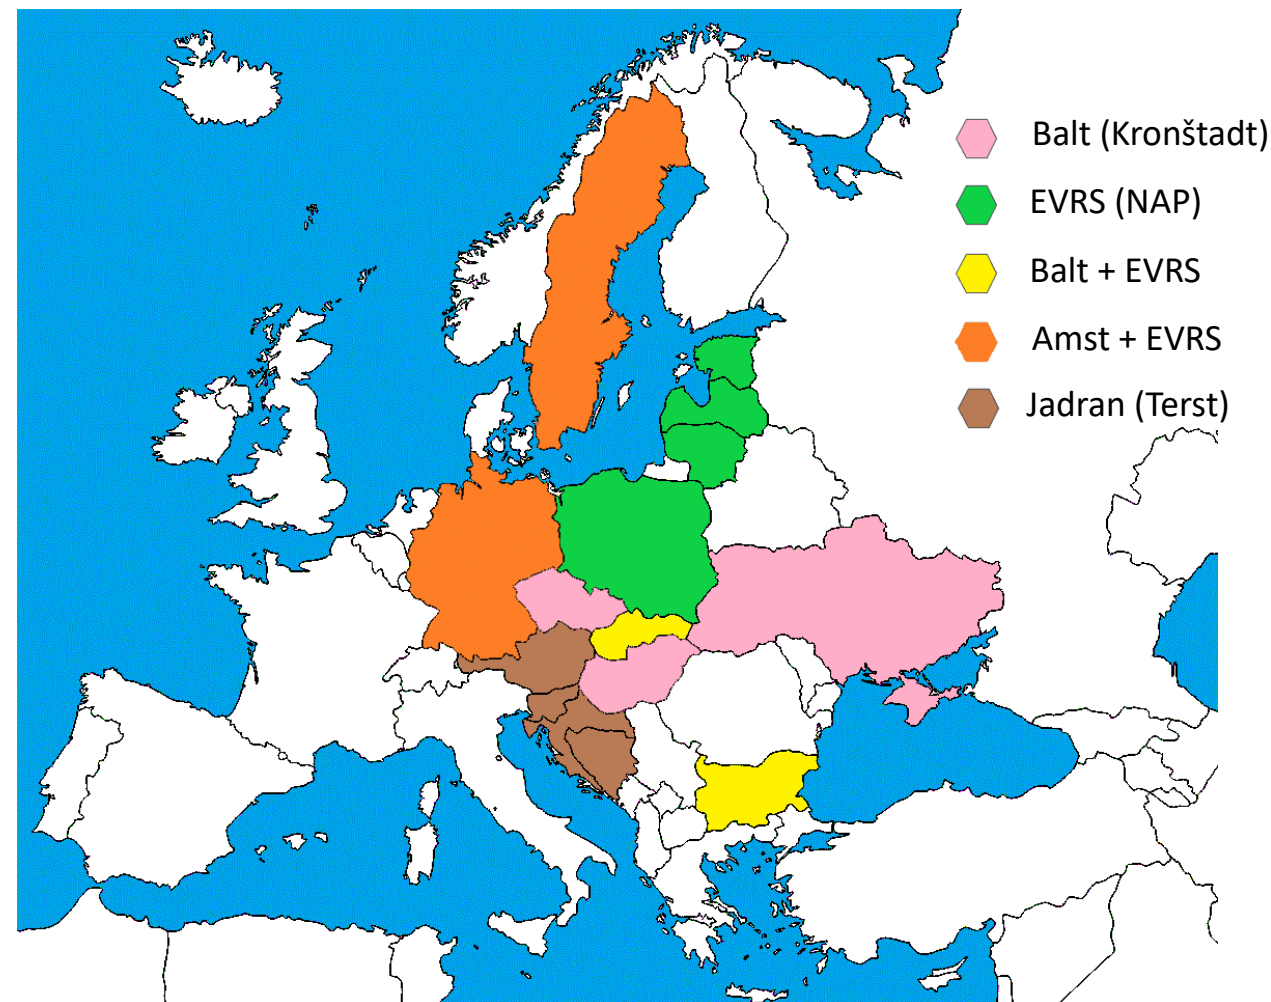 Balt (Kronštadt)
EVRS (NAP)
Balt + EVRS
Amst + EVRS
Jadran (Terst)